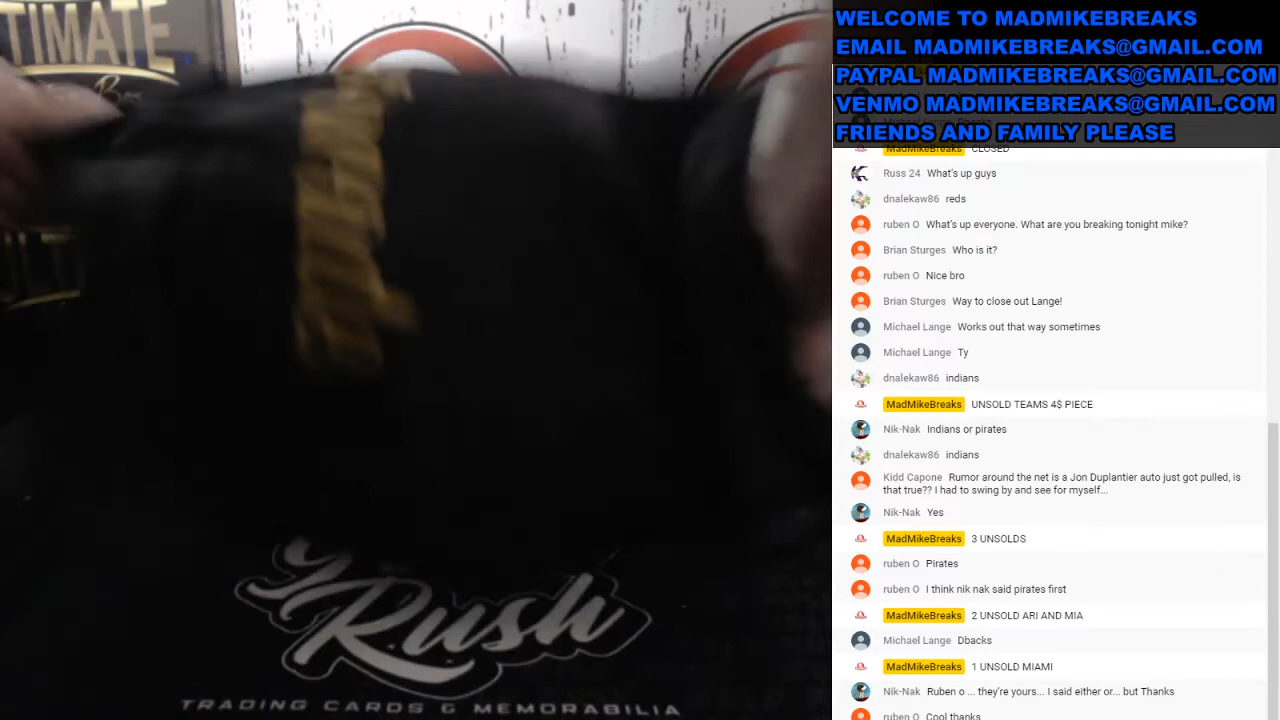 TIMATE
WELCOME TO MADMIKEBREAKS
EMAIL MADMIKEBREAKS@GMAIL.COM
PAYPAL MADMIKEBREAKS@GMAIL.COM
VENMO MADMIKEBREAKS@GMAIL.COM
FRIENDS AND FAMILY PLEASE
MadMikeBreaks CLOSED
Russ 24 What's up guys
dnalekaw86 reds
ruben O What's up everyone. What are you breaking tonight mike?
Brian Sturges Who is it?
ruben O Nice bro
Brian Sturges Way to close out Lange!
Michael Lange Works out that way sometimes
Michael Lange Ty
dnalekaw86 indians
MadMikeBreaks UNSOLD TEAMS 4$ PIECE
Nik-Nak Indians or pirates
dnalekaw86 indians
Kidd Capone Rumor around the net is a Jon Duplantier auto just got pulled, is
that true?? I had to swing by and see for myself...
Nik-Nak Yes
MadMikeBreaks 3 UNSOLDS
ruben O Pirates
ruben O I think nik nak said pirates first
MadMikeBreaks 2 UNSOLD ARI AND MIA
Michael Lange Dbacks
MadMikeBreaks 1 UNSOLD MIAMI
Nik-Nak Ruben o ... they're yours... I said either or... but Thanks
ruben O Cool thanks
Rush
TRADING CARDS & MEMORABILIA